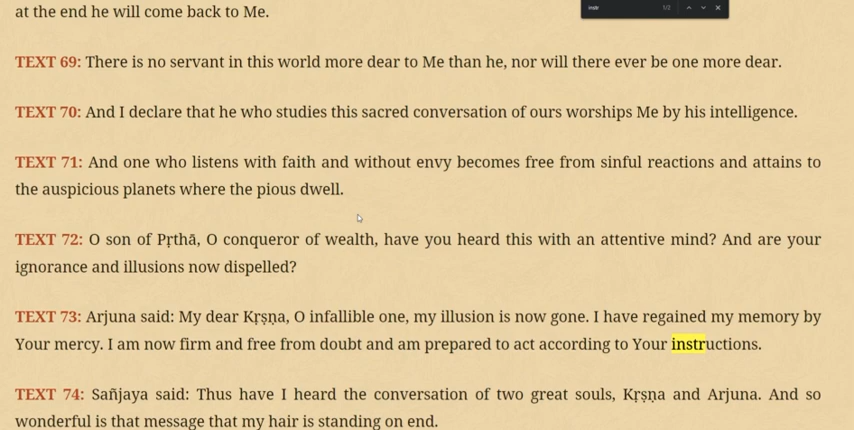 at the end he will come back to Me.
instr 1/2
TEXT 69: There is no servant in this world more dear to Me than he, nor will there ever be one more dear.
TEXT 70: And I declare that he who studies this sacred conversation of ours worships Me by his intelligence.
TEXT 71: And one who listens with faith and without envy becomes free from sinful reactions and attains to
the auspicious planets where the pious dwell.
TEXT 72: O son of Pṛthā, O conqueror of wealth, have you heard this with an attentive mind? And are your
ignorance and illusions now dispelled?
TEXT 73: Arjuna said: My dear Kṛṣṇa, O infallible one, my illusion is now gone. I have regained my memory by
Your mercy. I am now firm and free from doubt and am prepared to act according to Your instructions.
TEXT 74: Sañjaya said: Thus have I heard the conversation of two great souls, Kṛṣṇa and Arjuna. And so
wonderful is that message that my hair is standing on end.